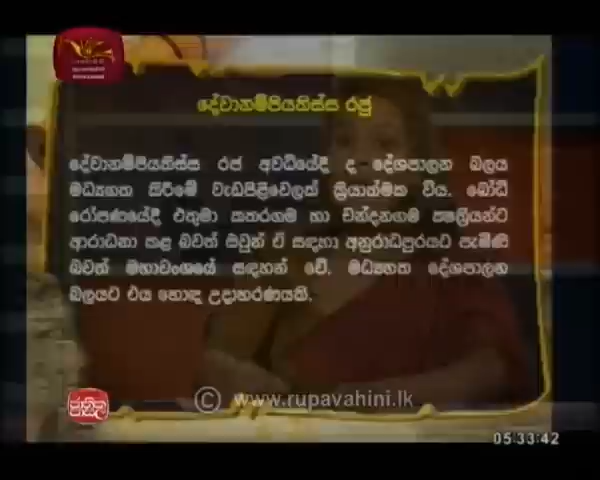 දේවානම්පියතිස්ස රජු
දේවානම්පියතිස්ස රජ අවධියේදී ද දේශපාලන බලය
මධ්‍යගත කිරීමේ වැඩපිළිවෙලක් ක්‍රියාත්මක විය. බෝධි
රෝපණයේදී එතුමා කතරගම හා චන්දනගම ක්‍ෂත්‍රියන්ට
ආරාධනා කළ බවත් ඔවුන් ඒ සඳහා අනුරාධපුරයට පැමිණි
බවත් මහාවංශයේ සඳහන් වේ. මධ්‍යගත දේශපාලන
බලයට එය හොඳ උදාහරණයකි.
© www.rupavahini.lk
05:33:42